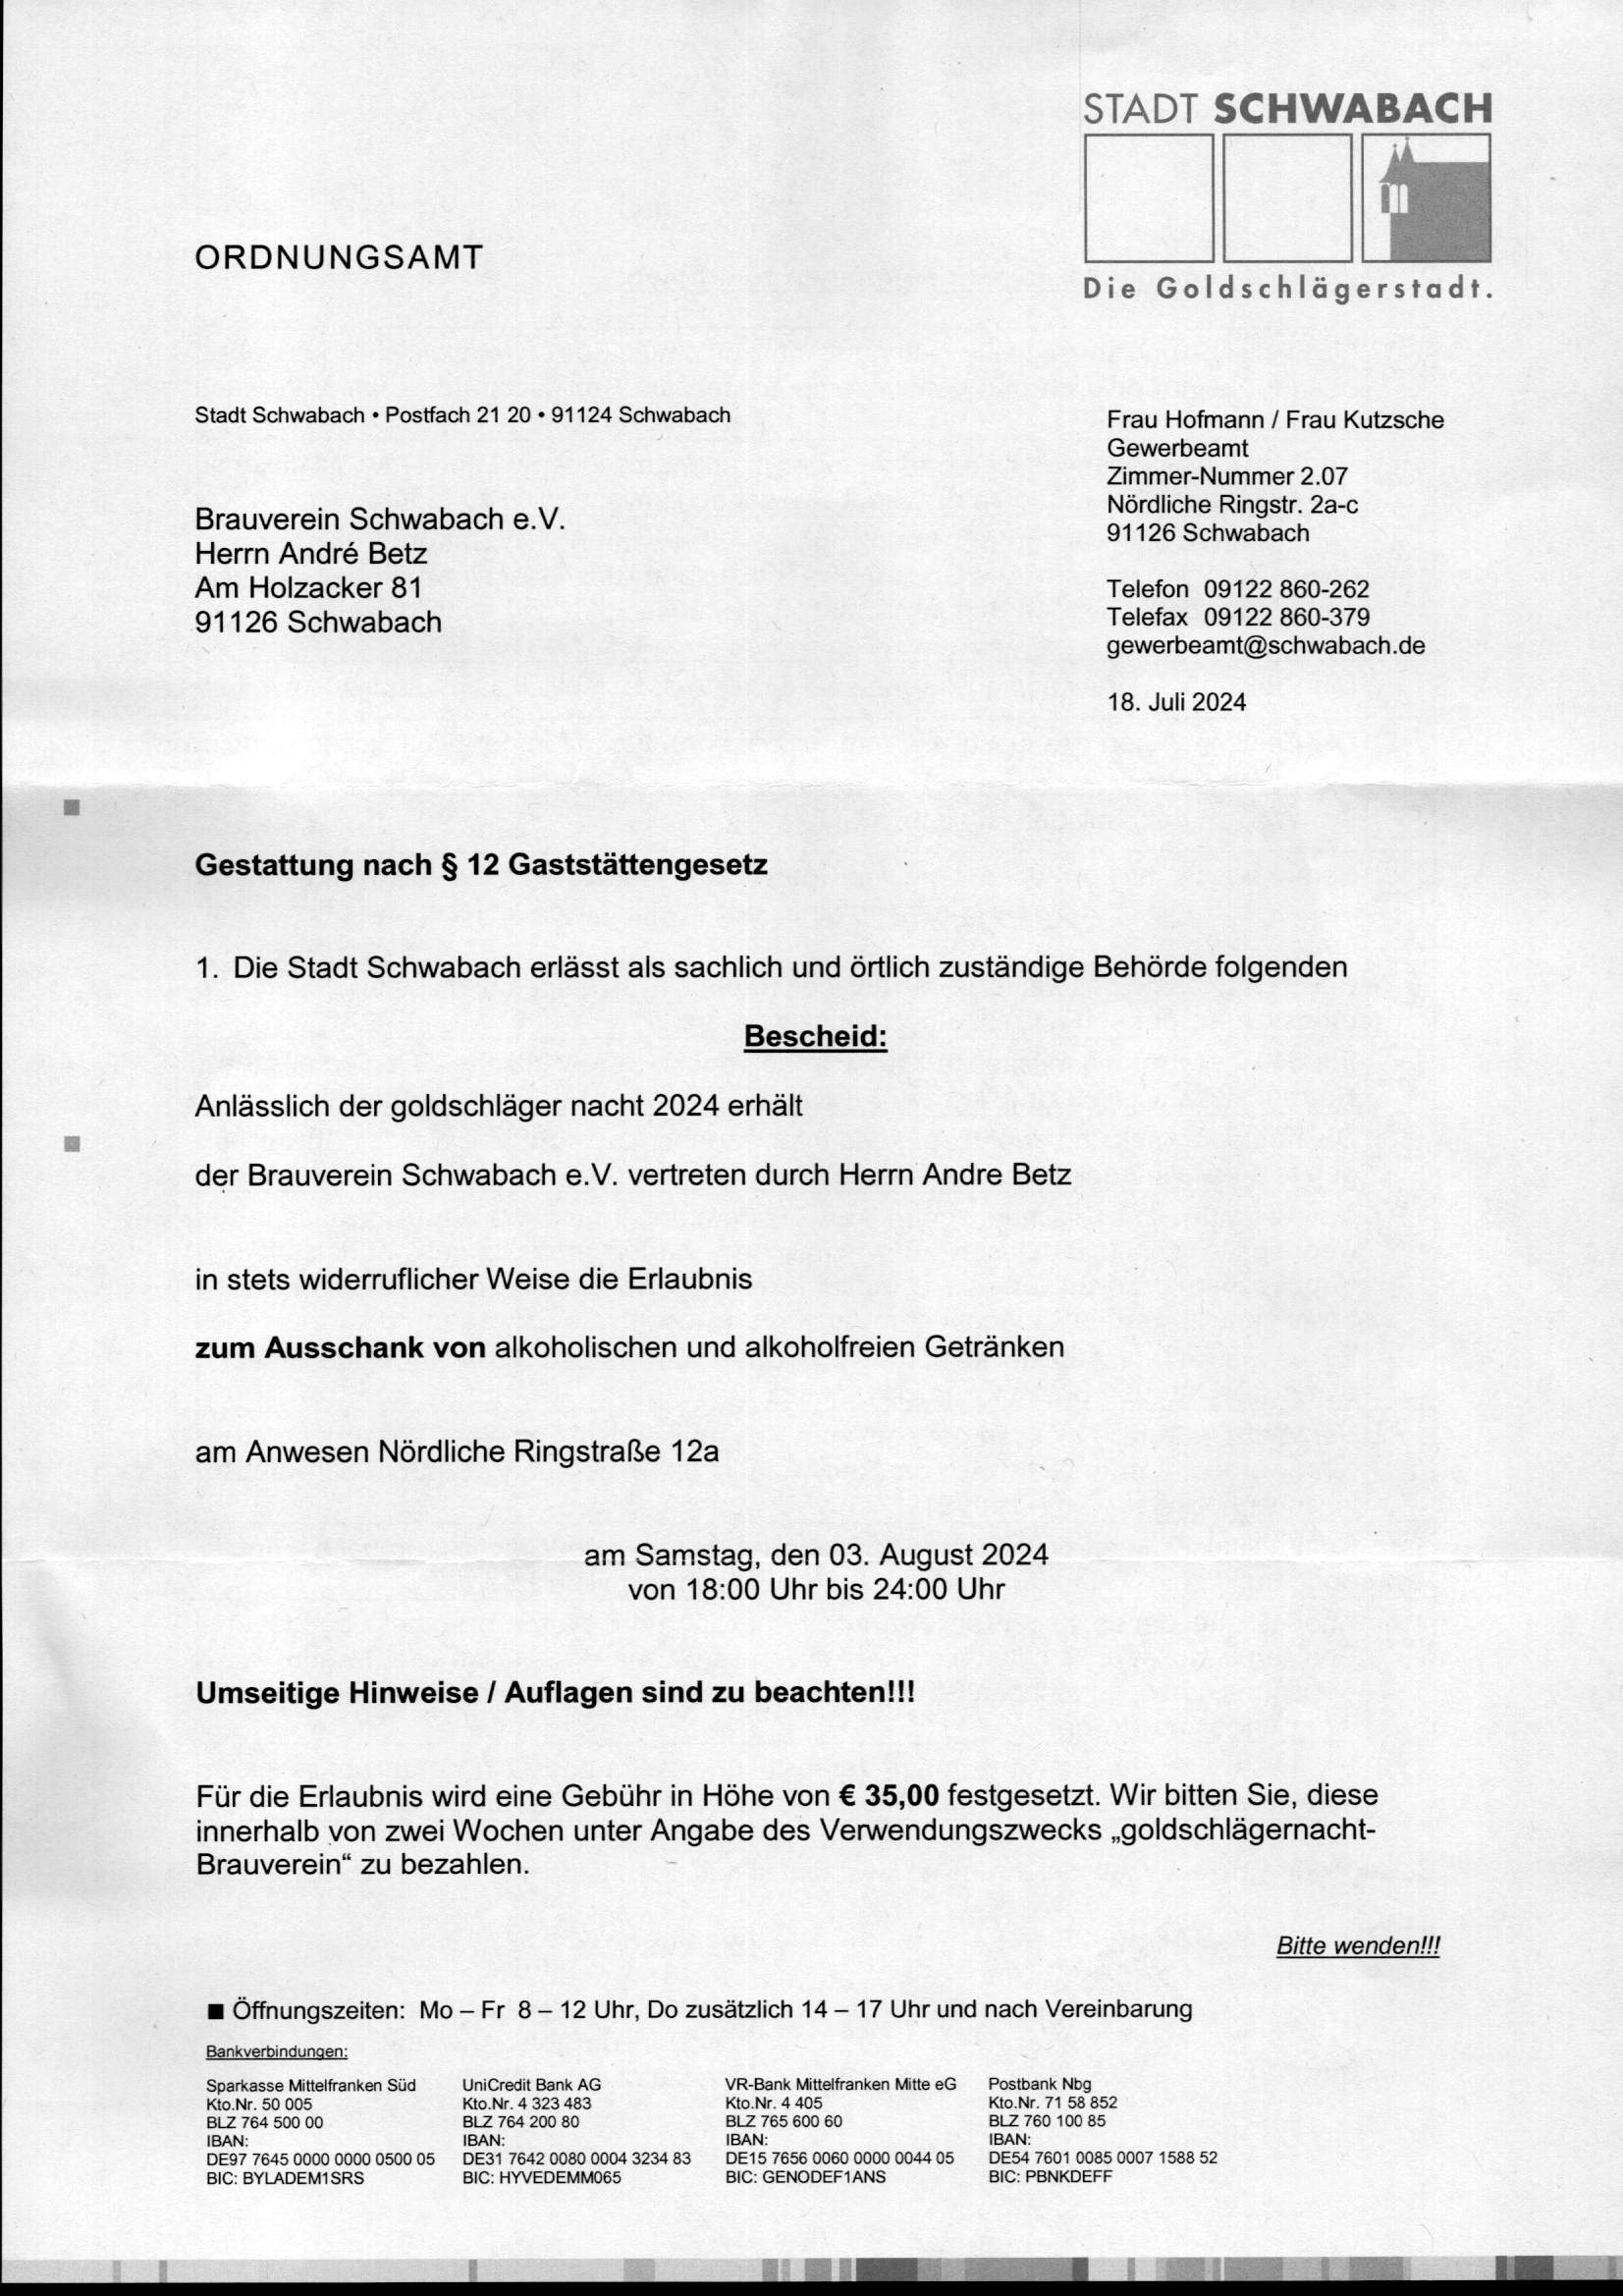 STADT SCHWABACH
Die Goldschlägerstadt.
ORDNUNGSAMT
Stadt Schwabach • Postfach 21 20 • 91124 Schwabach
Brauverein Schwabach e.V.
Herrn André Betz
Am Holzacker 81
91126 Schwabach
Frau Hofmann / Frau Kutzsche
Gewerbeamt
Zimmer-Nummer 2.07
Nördliche Ringstr. 2a-c
91126 Schwabach
Telefon 09122 860-262
Telefax 09122 860-379
gewerbeamt@schwabach.de
18. Juli 2024
Gestattung nach § 12 Gaststättengesetz
1. Die Stadt Schwabach erlässt als sachlich und örtlich zuständige Behörde folgenden
Bescheid:
Anlässlich der goldschläger nacht 2024 erhält
der Brauverein Schwabach e.V. vertreten durch Herrn Andre Betz
in stets widerruflicher Weise die Erlaubnis
zum Ausschank von alkoholischen und alkoholfreien Getränken
am Anwesen Nördliche Ringstraße 12a
am Samstag, den 03. August 2024
von 18:00 Uhr bis 24:00 Uhr
Umseitige Hinweise / Auflagen sind zu beachten!!!
Für die Erlaubnis wird eine Gebühr in Höhe von € 35,00 festgesetzt. Wir bitten Sie, diese
innerhalb von zwei Wochen unter Angabe des Verwendungszwecks „goldschlägernacht-
Brauverein“ zu bezahlen.
Bitte wenden!!!
■ Öffnungszeiten: Mo – Fr 8 – 12 Uhr, Do zusätzlich 14 – 17 Uhr und nach Vereinbarung
Bankverbindungen:
Sparkasse Mittelfranken Süd
Kto.Nr. 50 005
BLZ 764 500 00
IBAN:
DE97 7645 0000 0000 0500 05
BIC: BYLADEM1SRS
UniCredit Bank AG
Kto.Nr. 4 323 483
BLZ 764 200 80
IBAN:
DE31 7642 0080 0004 3234 83
BIC: HYVEDEMM065
VR-Bank Mittelfranken Mitte eG
Kto.Nr. 4 405
BLZ 765 600 60
IBAN:
DE15 7656 0060 0000 0044 05
BIC: GENODEF1ANS
Postbank Nbg
Kto.Nr. 71 58 852
BLZ 760 100 85
IBAN:
DE54 7601 0085 0007 1588 52
BIC: PBNKDEFF